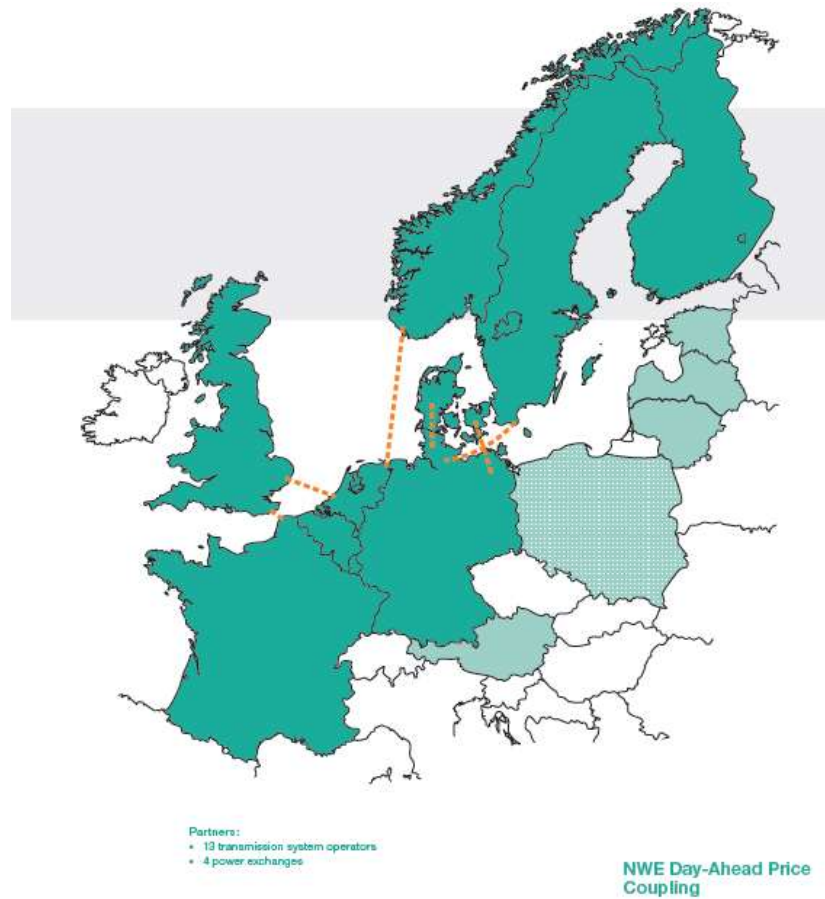 Partners:
• 13 transmission system operators
• 4 power exchanges
NWE Day-Ahead Price
Coupling